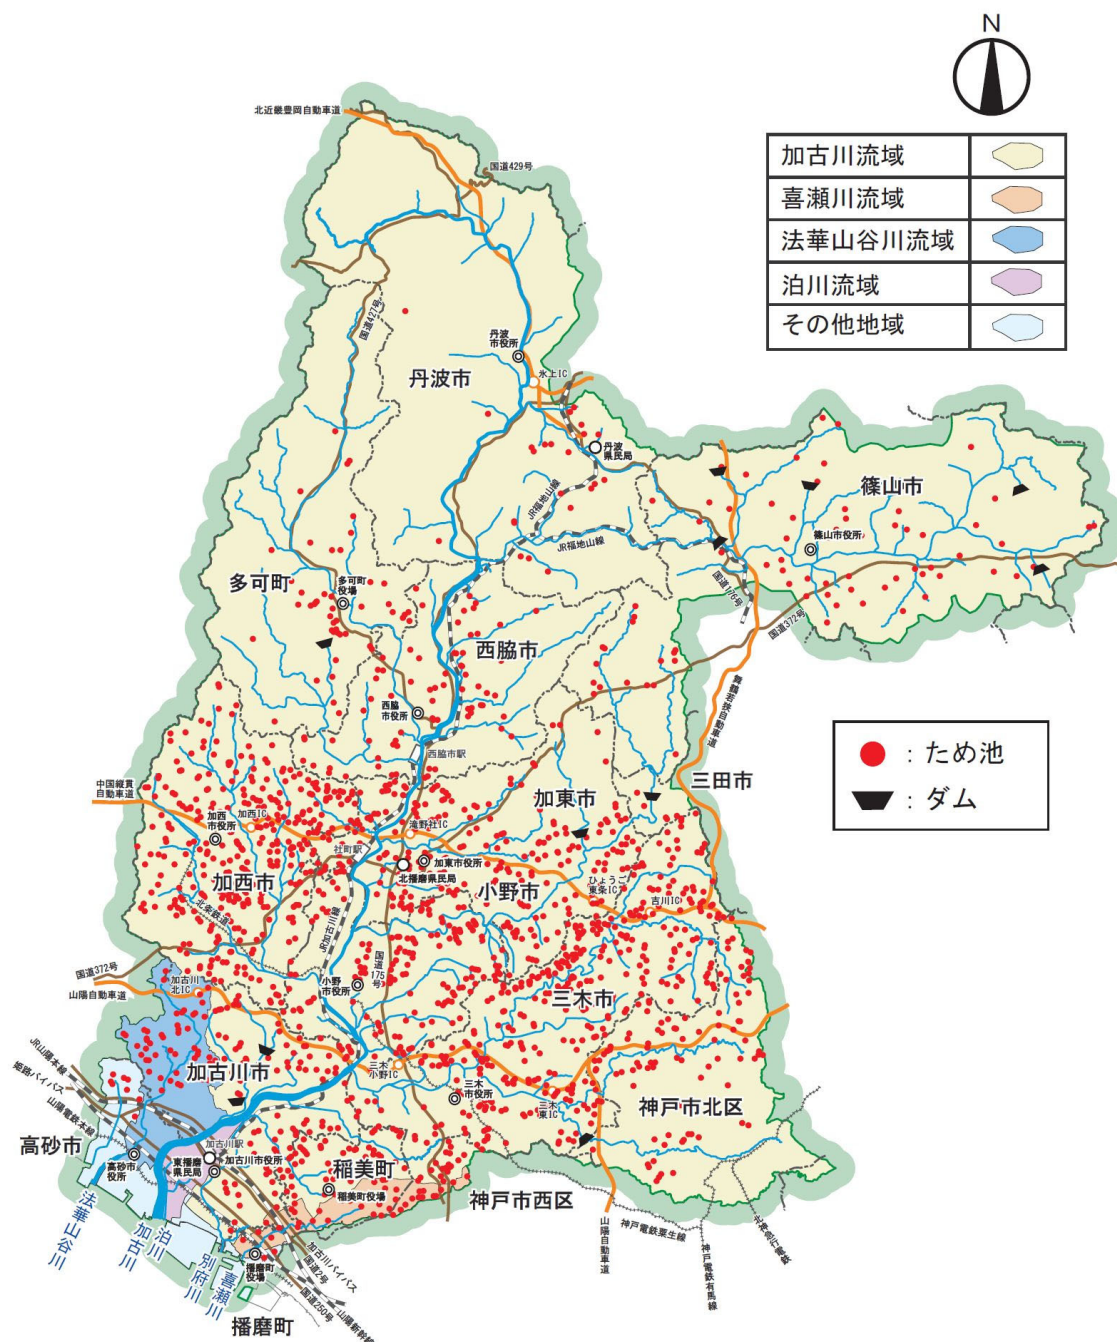 N
北近畿豊岡自動車道
国道429号
加古川流域
喜瀬川流域
法華山谷川流域
泊川流域
その他地域
国道427号
丹波
市役所
氷上IC
丹波市
丹波
県民局
JR福地山線
JR福地山線
篠山市
篠山市役所
国道176号
国道372号
多可町
多可町
役場
西脇市
西脇
市役所
西脇市駅
舞鶴若狭自動車道
三田市
：ため池
：ダム
中国縦貫
自動車道
加西
市役所
加西IC
滝野社IC
加東市
社町駅
加東市役所
北播磨県民局
加西市
小野市
ひょうご
東条IC
吉川IC
北条鉄道
JR加古川線
国道175号
国道372号
山陽自動車道
加古川
北IC
小野
市役所
三木市
JR山陽本線
姫路バイパス
山陽電鉄本線
加古川市
三木
小野IC
三木
市役所
三木
東IC
神戸市北区
高砂市
高砂市
役所
加古川駅
東播磨
県民局
加古川市役所
稲美町
稲美町役場
神戸市西区
神戸電鉄粟生線
神戸電鉄有馬線
北神急行電鉄
山陽自動車道
法華山谷川
加古川
泊川
別府川
喜瀬川
播磨町
役場
播磨町
加古川バイパス
国道2号
国道250号
山陽新幹線